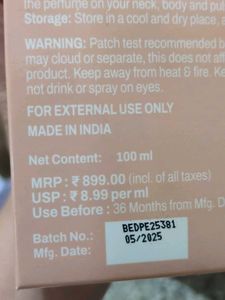 the perfume on your neck, body and pul
Storage: Store in a cool and dry place, a
WARNING: Patch test recommended b
may cloud or separate, this does not aff
product. Keep away from heat & fire. K
not drink or spray on eyes.
FOR EXTERNAL USE ONLY
MADE IN INDIA
Net Content: 100 ml
MRP : ₹ 899.00 (incl. of all taxes)
USP : ₹ 8.99 per ml
Use Before : 36 Months from Mfg. D
Batch No.: BEDPE25381
Mfg. Date: 05/2025